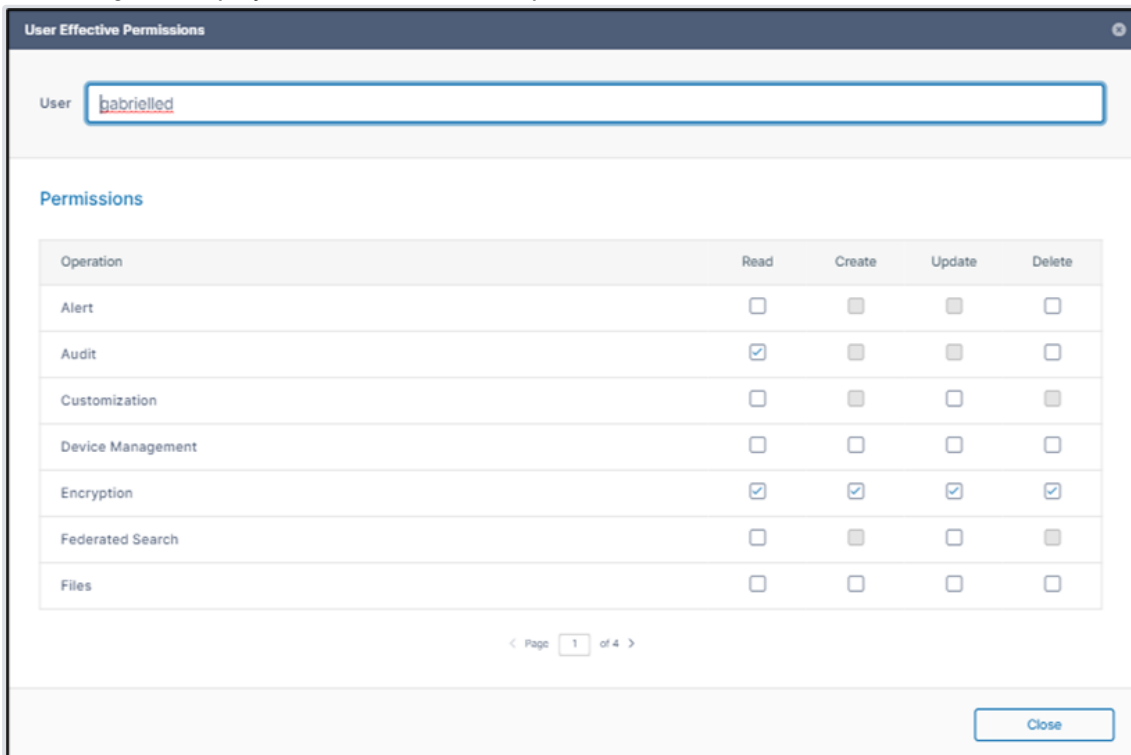 User Effective Permissions
User gabrielled
Permissions
Operation Read Create Update Delete
Alert
Audit
Customization
Device Management
Encryption
Federated Search
Files
< Page 1 of 4 >
Close